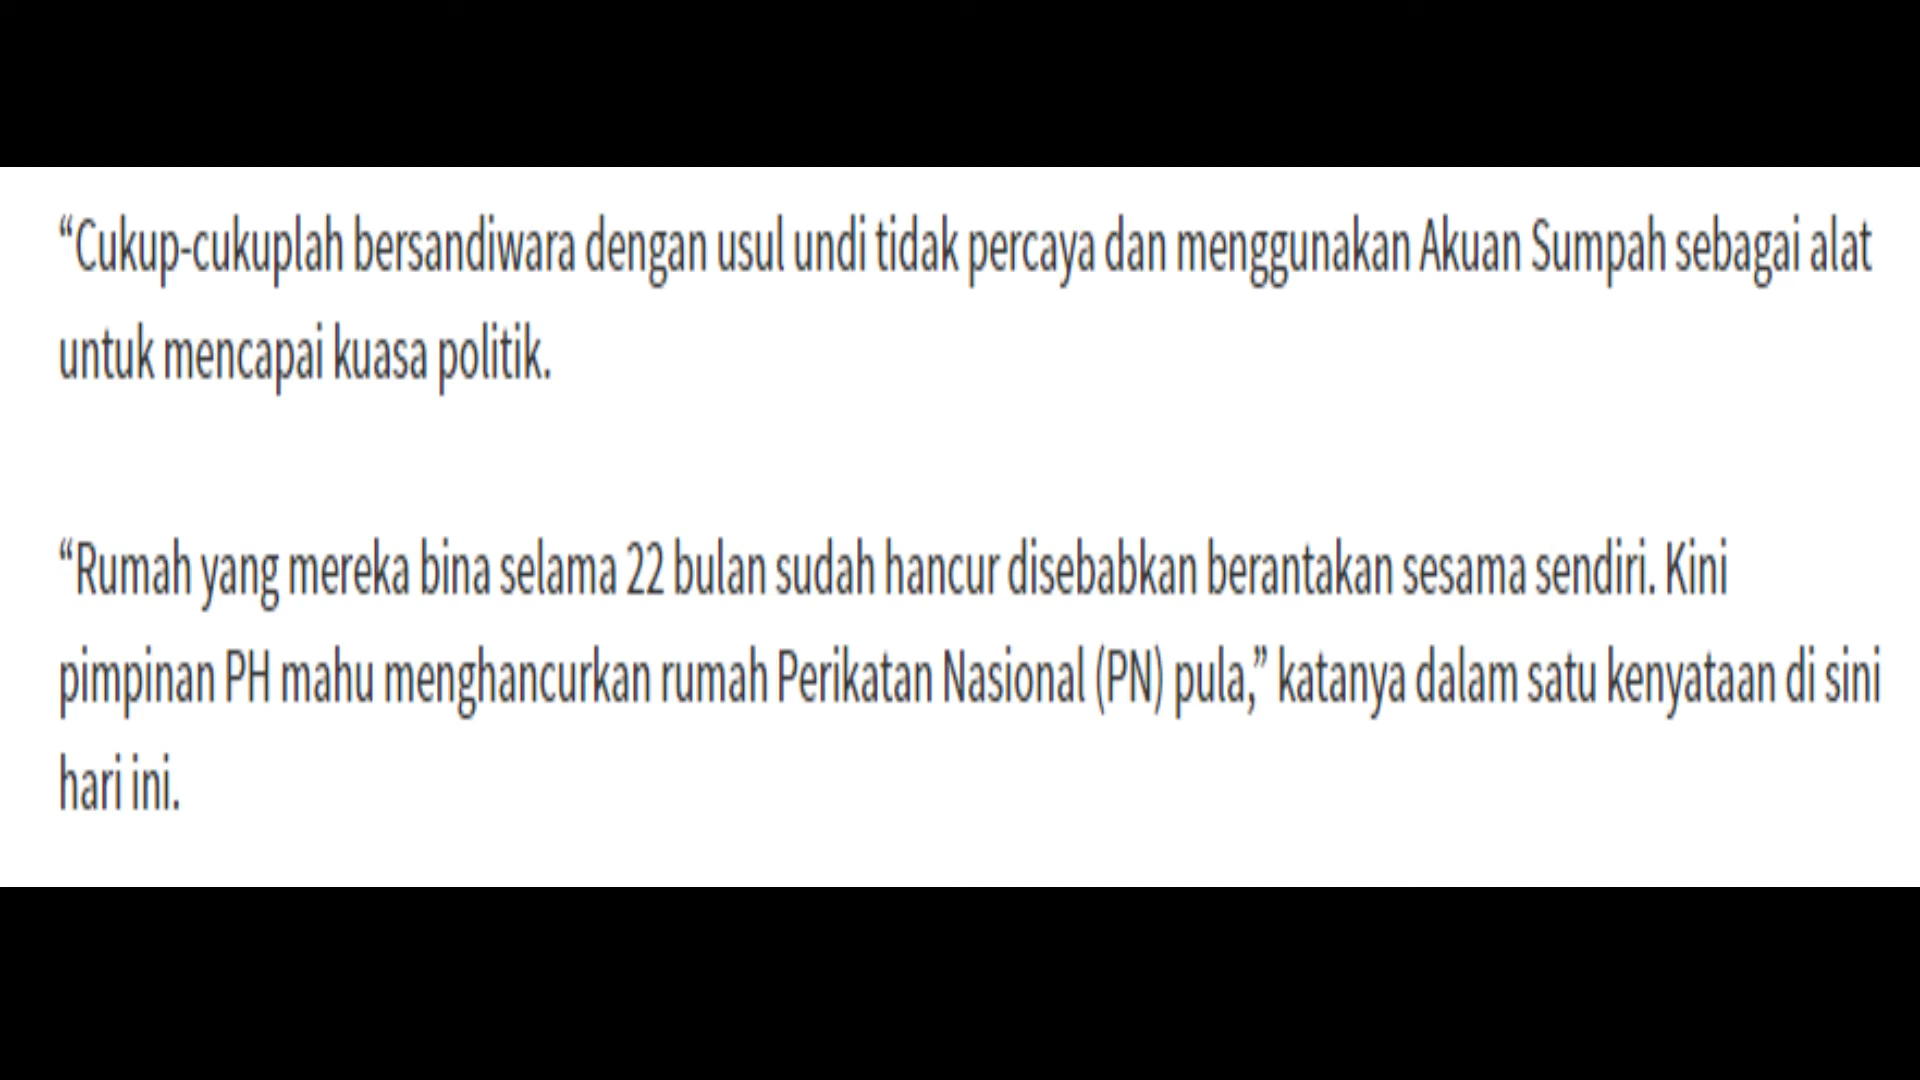 “Cukup-cukuplah bersandiwara dengan usul undi tidak percaya dan menggunakan Akuan Sumpah sebagai alat
untuk mencapai kuasa politik.
“Rumah yang mereka bina selama 22 bulan sudah hancur disebabkan berantakan sesama sendiri. Kini
pimpinan PH mahu menghancurkan rumah Perikatan Nasional (PN) pula,” katanya dalam satu kenyataan di sini
hari ini.